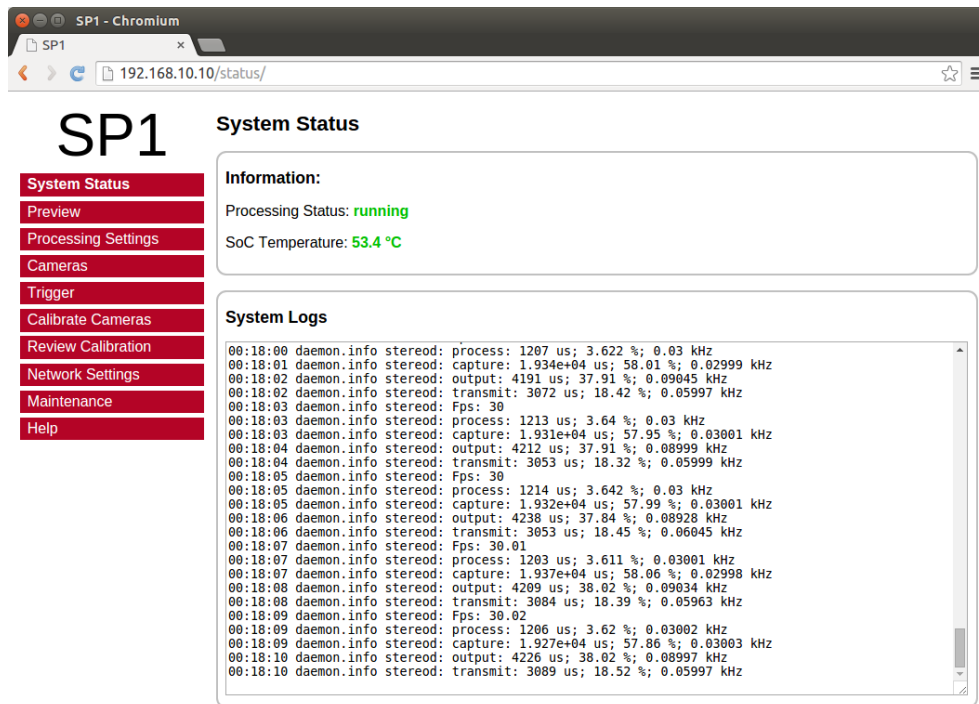 SP1 - Chromium
SP1
192.168.10.10/status/
SP1
System Status
Preview
Processing Settings
Cameras
Trigger
Calibrate Cameras
Review Calibration
Network Settings
Maintenance
Help
System Status
Information:
Processing Status: running
SoC Temperature: 53.4 °C
System Logs
00:18:00 daemon.info stereod: process: 1207 us; 3.622 %; 0.03 kHz
00:18:01 daemon.info stereod: capture: 1.934e+04 us; 58.01 %; 0.02999 kHz
00:18:02 daemon.info stereod: output: 4191 us; 37.91 %; 0.09045 kHz
00:18:02 daemon.info stereod: transmit: 3072 us; 18.42 %; 0.05997 kHz
00:18:03 daemon.info stereod: Fps: 30
00:18:03 daemon.info stereod: process: 1213 us; 3.64 %; 0.03 kHz
00:18:03 daemon.info stereod: capture: 1.931e+04 us; 57.95 %; 0.03001 kHz
00:18:04 daemon.info stereod: output: 4212 us; 37.91 %; 0.08999 kHz
00:18:04 daemon.info stereod: transmit: 3053 us; 18.32 %; 0.05999 kHz
00:18:05 daemon.info stereod: Fps: 30
00:18:05 daemon.info stereod: process: 1214 us; 3.642 %; 0.03 kHz
00:18:05 daemon.info stereod: capture: 1.932e+04 us; 57.99 %; 0.03001 kHz
00:18:06 daemon.info stereod: output: 4238 us; 37.84 %; 0.08928 kHz
00:18:06 daemon.info stereod: transmit: 3053 us; 18.45 %; 0.06045 kHz
00:18:07 daemon.info stereod: Fps: 30.01
00:18:07 daemon.info stereod: process: 1203 us; 3.611 %; 0.03001 kHz
00:18:07 daemon.info stereod: capture: 1.937e+04 us; 58.06 %; 0.02998 kHz
00:18:08 daemon.info stereod: output: 4209 us; 38.02 %; 0.09034 kHz
00:18:08 daemon.info stereod: transmit: 3084 us; 18.39 %; 0.05963 kHz
00:18:09 daemon.info stereod: Fps: 30.02
00:18:09 daemon.info stereod: process: 1206 us; 3.62 %; 0.03002 kHz
00:18:09 daemon.info stereod: capture: 1.927e+04 us; 57.86 %; 0.03003 kHz
00:18:10 daemon.info stereod: output: 4226 us; 38.02 %; 0.08997 kHz
00:18:10 daemon.info stereod: transmit: 3089 us; 18.52 %; 0.05997 kHz